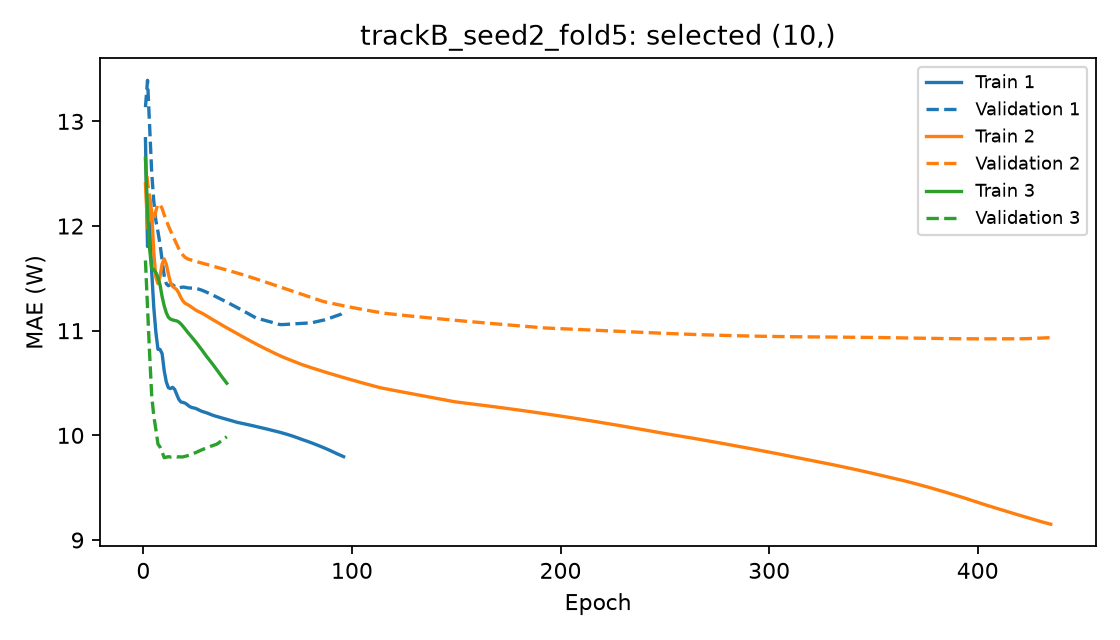 trackB_seed2_fold5: selected (10,)
Train 1
Validation 1
Train 2
Validation 2
Train 3
Validation 3
MAE (W)
13
12
11
10
9
0
100
200
300
400
Epoch